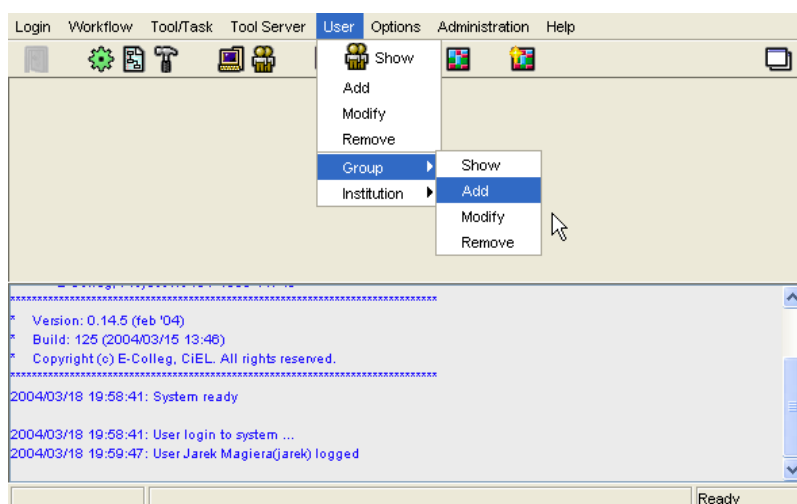 Login Workflow Tool/Task Tool Server User Options Administration Help
Show
Add
Modify
Remove
Group
Institution
Show
Add
Modify
Remove
*******************************************************************************
* Version: 0.14.5 (feb '04)
* Build: 125 (2004/03/15 13:46)
* Copyright (c) E-Colleg, CiEL. All rights reserved.
*******************************************************************************
2004/03/18 19:58:41: System ready
2004/03/18 19:58:41: User login to system ...
2004/03/18 19:59:47: User Jarek Magiera(jarek) logged
Ready